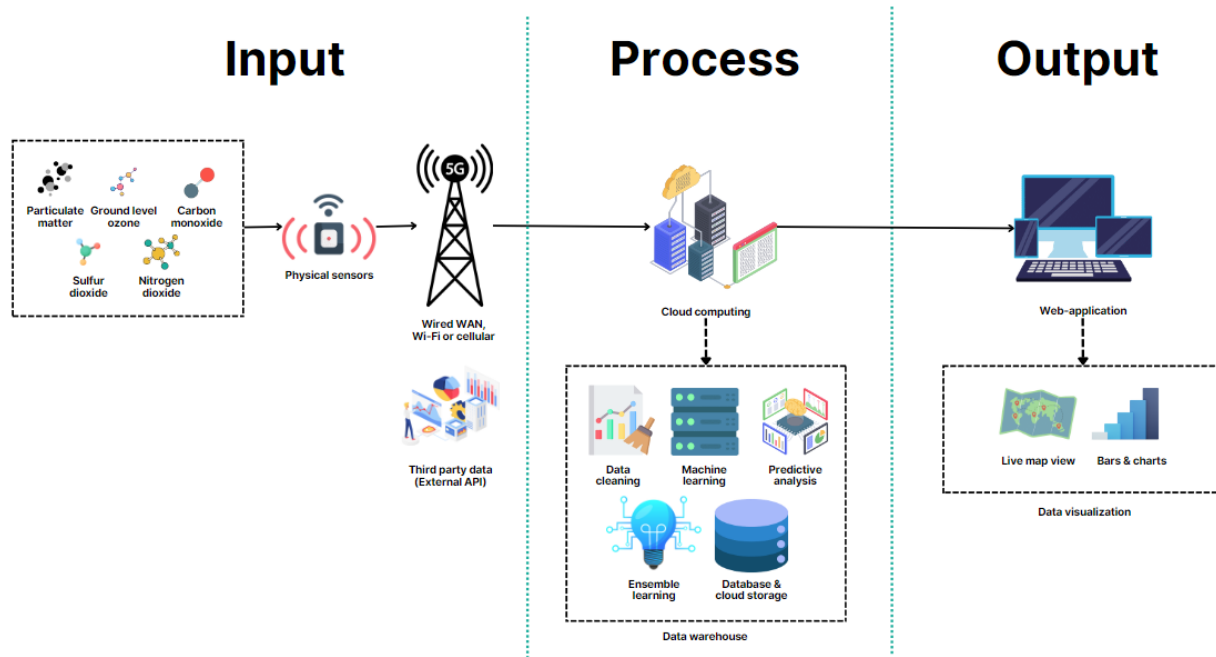 Input
Process
Output
5G
Particulate
matter
Ground level
ozone
Carbon
monoxide
Sulfur
dioxide
Nitrogen
dioxide
Physical sensors
Wired WAN,
Wi-Fi or cellular
Third party data
(External API)
Cloud computing
Data
cleaning
Machine
learning
Predictive
analysis
Ensemble
learning
Database &
cloud storage
Data warehouse
Web-application
Live map view
Bars & charts
Data visualization